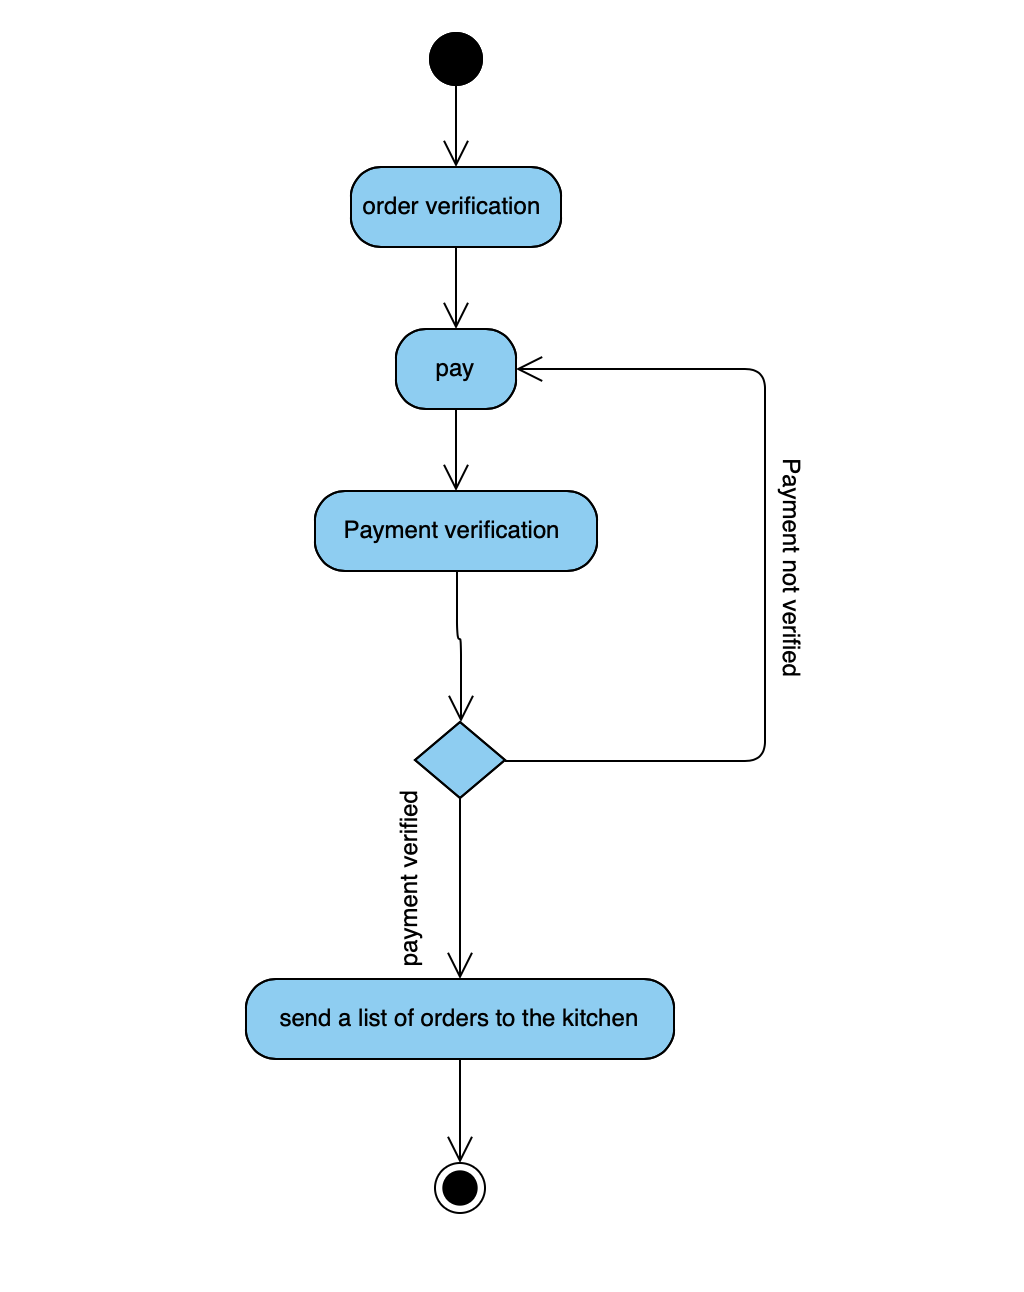 order verification
pay
Payment verification
Payment not verified
payment verified
send a list of orders to the kitchen